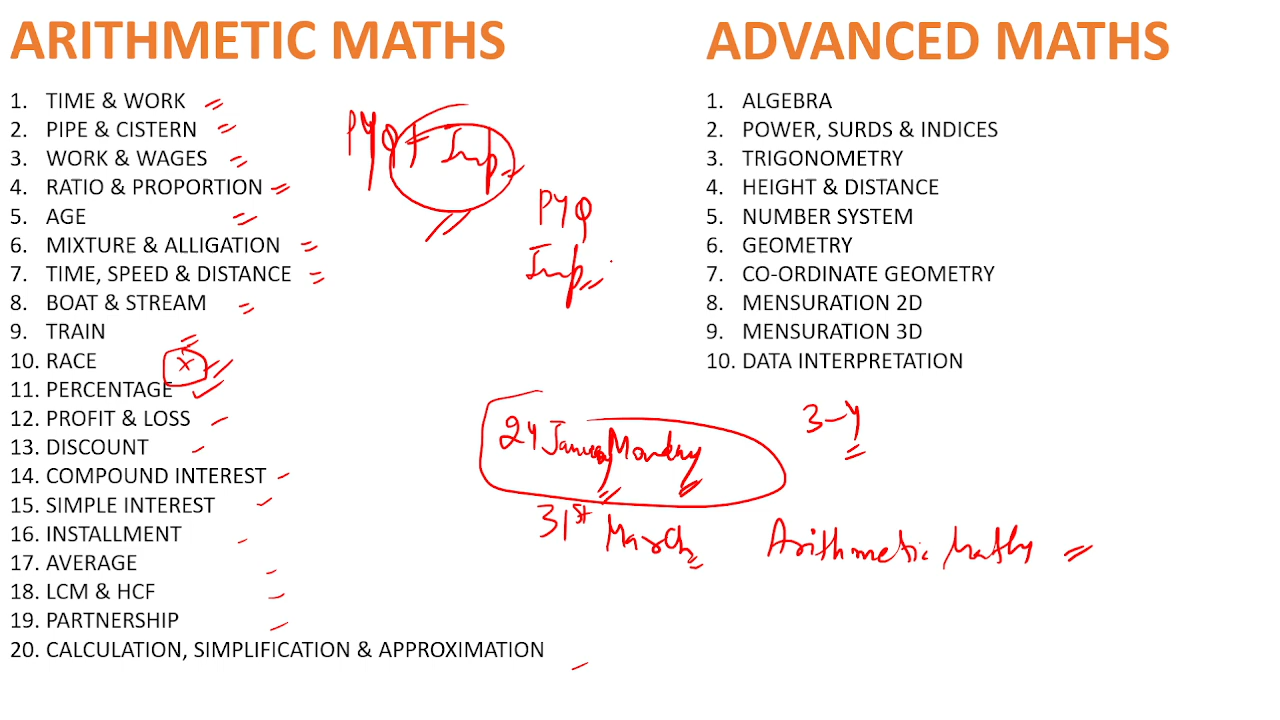 ARITHMETIC MATHS
1. TIME & WORK
2. PIPE & CISTERN
3. WORK & WAGES
4. RATIO & PROPORTION
5. AGE
6. MIXTURE & ALLIGATION
7. TIME, SPEED & DISTANCE
8. BOAT & STREAM
9. TRAIN
10. RACE
11. PERCENTAGE
12. PROFIT & LOSS
13. DISCOUNT
14. COMPOUND INTEREST
15. SIMPLE INTEREST
16. INSTALLMENT
17. AVERAGE
18. LCM & HCF
19. PARTNERSHIP
20. CALCULATION, SIMPLIFICATION & APPROXIMATION
PYQ + Imp
PYQ
Imp
24 Monday
31st March
ADVANCED MATHS
1. ALGEBRA
2. POWER, SURDS & INDICES
3. TRIGONOMETRY
4. HEIGHT & DISTANCE
5. NUMBER SYSTEM
6. GEOMETRY
7. CO-ORDINATE GEOMETRY
8. MENSURATION 2D
9. MENSURATION 3D
10. DATA INTERPRETATION
Arithmetic Maths